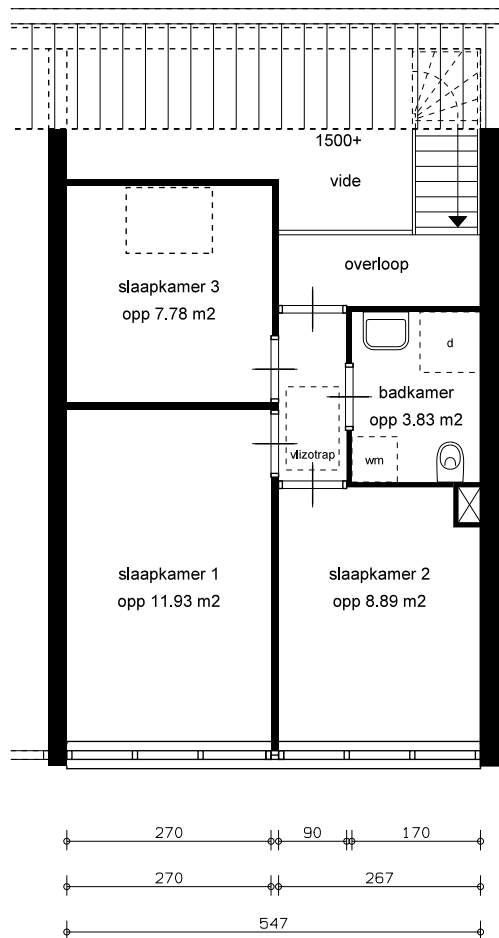 1500+
vide
overloop
slaapkamer 3
opp 7.78 m2
d
badkamer
opp 3.83 m2
vlizotrap
wm
slaapkamer 1
opp 11.93 m2
slaapkamer 2
opp 8.89 m2
270 90 170
270 267
547